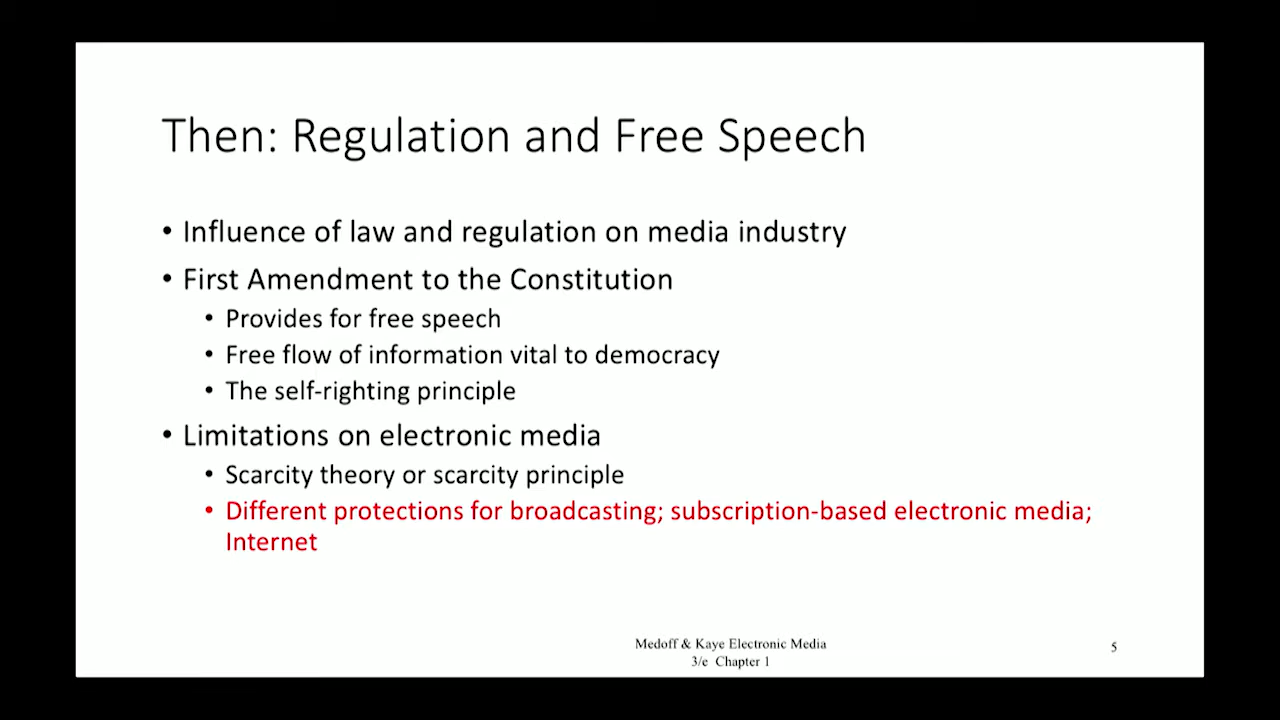 Then: Regulation and Free Speech
• Influence of law and regulation on media industry
• First Amendment to the Constitution
• Provides for free speech
• Free flow of information vital to democracy
• The self-righting principle
• Limitations on electronic media
• Scarcity theory or scarcity principle
• Different protections for broadcasting; subscription-based electronic media;
Internet
Medoff & Kaye Electronic Media
3/e Chapter 1
5